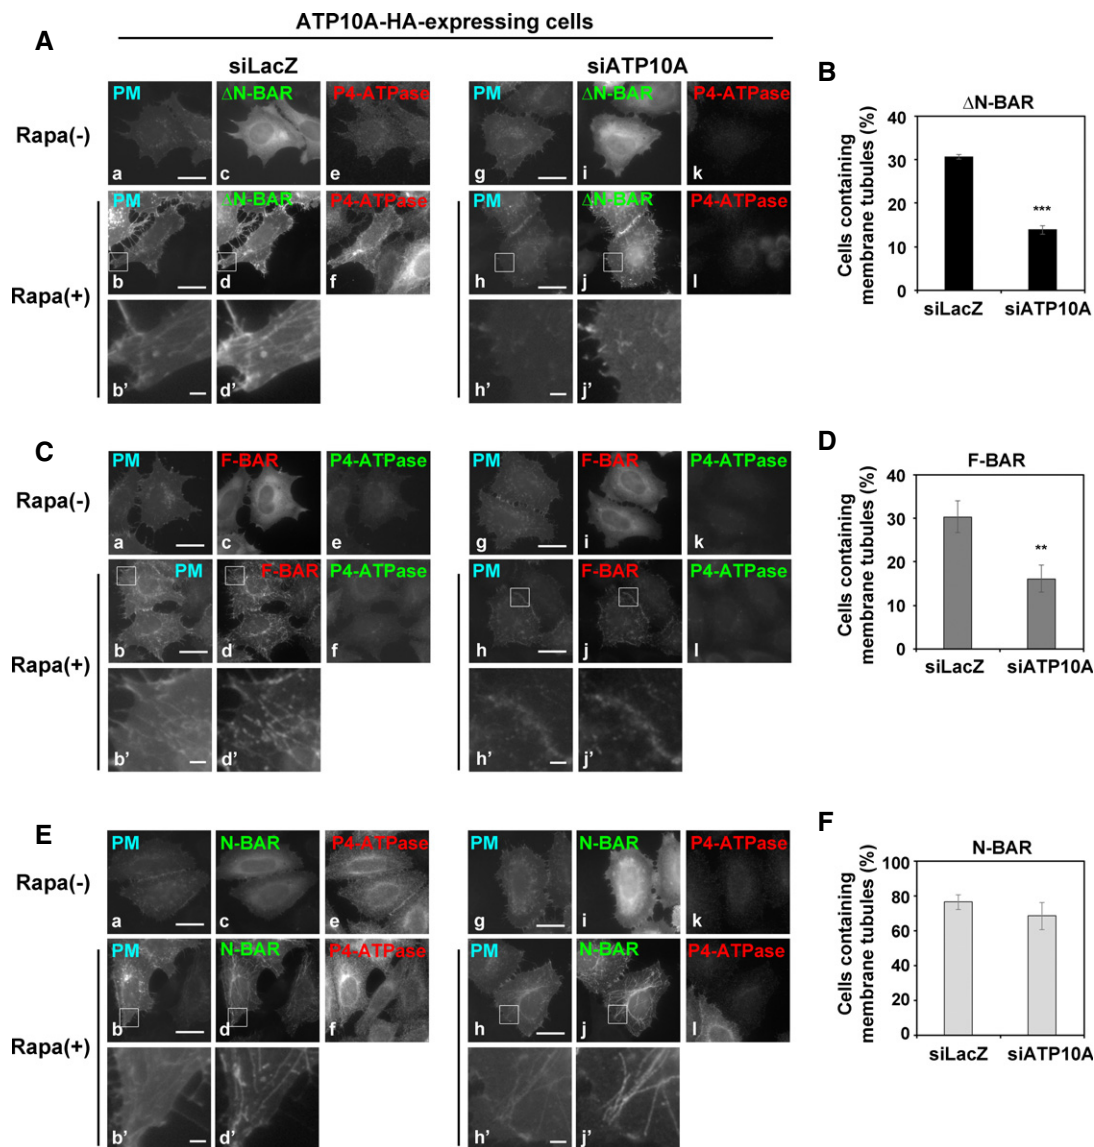 ATP10A-HA-expressing cells
A
siLacZ
siATP10A
PM ΔN-BAR P4-ATPase PM ΔN-BAR P4-ATPase
Rapa(-)
a c e g i k
PM ΔN-BAR P4-ATPase PM ΔN-BAR P4-ATPase
b d f h j l
Rapa(+)
b' d' h' j'
B
ΔN-BAR
Cells containing
membrane tubules (%)
40
30
20
10
0
***
siLacZ siATP10A
C
PM F-BAR P4-ATPase PM F-BAR P4-ATPase
Rapa(-)
a c e g i k
PM F-BAR P4-ATPase PM F-BAR P4-ATPase
b d f h j l
Rapa(+)
b' d' h' j'
D
F-BAR
Cells containing
membrane tubules (%)
40
30
20
10
0
**
siLacZ siATP10A
E
PM N-BAR P4-ATPase PM N-BAR P4-ATPase
Rapa(-)
a c e g i k
PM N-BAR P4-ATPase PM N-BAR P4-ATPase
b d f h j l
Rapa(+)
b' d' h' j'
F
N-BAR
Cells containing
membrane tubules (%)
100
80
60
40
20
0
siLacZ siATP10A